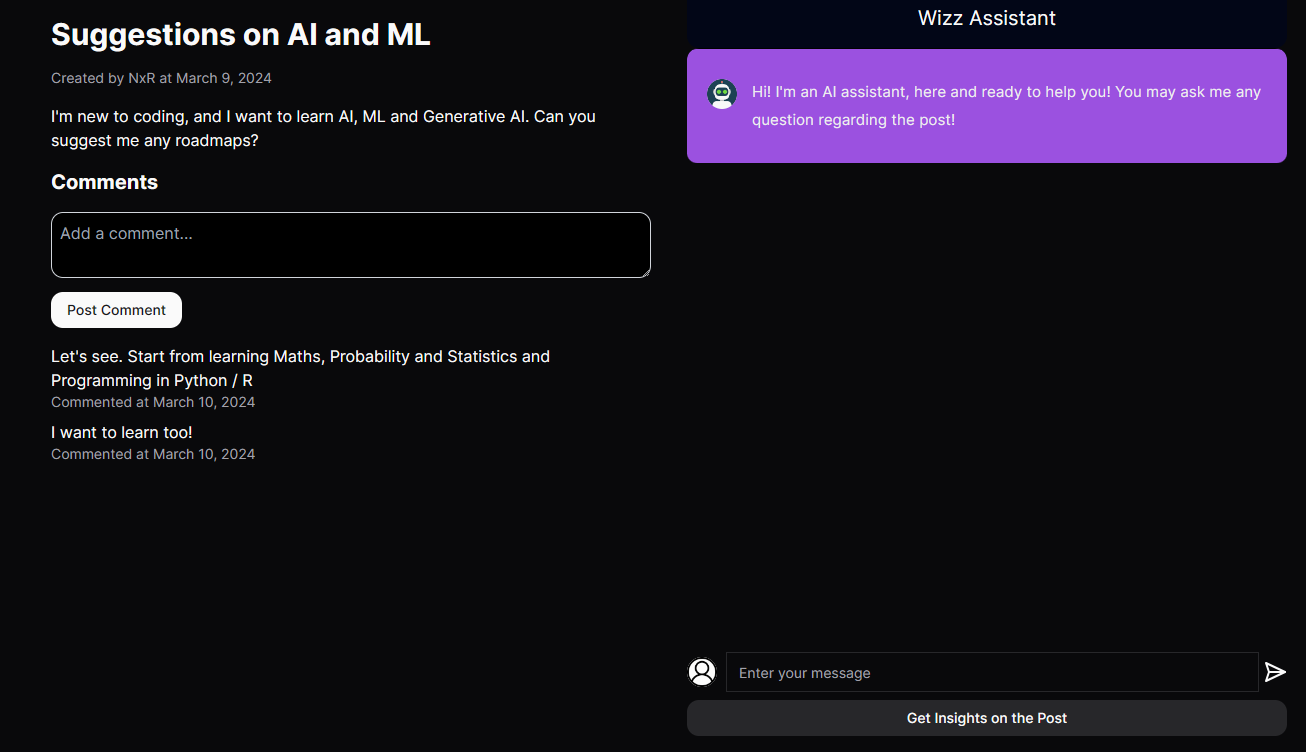 Suggestions on AI and ML
Created by NxR at March 9, 2024
I'm new to coding, and I want to learn AI, ML and Generative AI. Can you
suggest me any roadmaps?
Comments
Add a comment...
Post Comment
Let's see. Start from learning Maths, Probability and Statistics and
Programming in Python / R
Commented at March 10, 2024
I want to learn too!
Commented at March 10, 2024
Wizz Assistant
Hi! I'm an AI assistant, here and ready to help you! You may ask me any
question regarding the post!
Enter your message
Get Insights on the Post